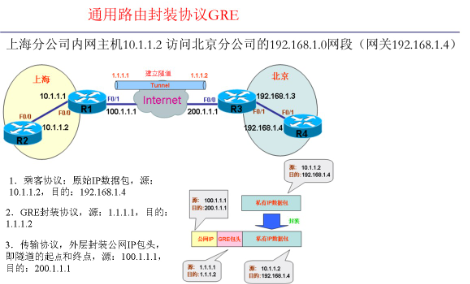 通用路由封装协议GRE
上海分公司内网主机10.1.1.2 访问北京分公司的192.168.1.0网段（网关192.168.1.4）
上海
建立隧道
北京
1.1.1.1
Tunnel
1.1.1.2
10.1.1.1
R1
F0/1
Internet
F0/0
R3
192.168.1.3
F0/0
100.1.1.1
200.1.1.1
F0/1
F0/0
10.1.1.2
192.168.1.4
F0/1
R2
R4
1．乘客协议：原始IP数据包，源：
10.1.1.2，目的：192.168.1.4
2、GRE封装协议，源：1.1.1.1，目的：
1.1.1.2
3、传输协议，外层封装公网IP包头，
即隧道的起点和终点，源：100.1.1.1，
目的：200.1.1.1
源： 10.1.1.2
目的:192.168.1.4
源： 100.1.1.1
目的:200.1.1.1
私有IP数据包
封装
公网IP
GRE包头
私有IP数据包
源： 1.1.1.1
目的: 1.1.1.2
源： 10.1.1.2
目的:192.168.1.4